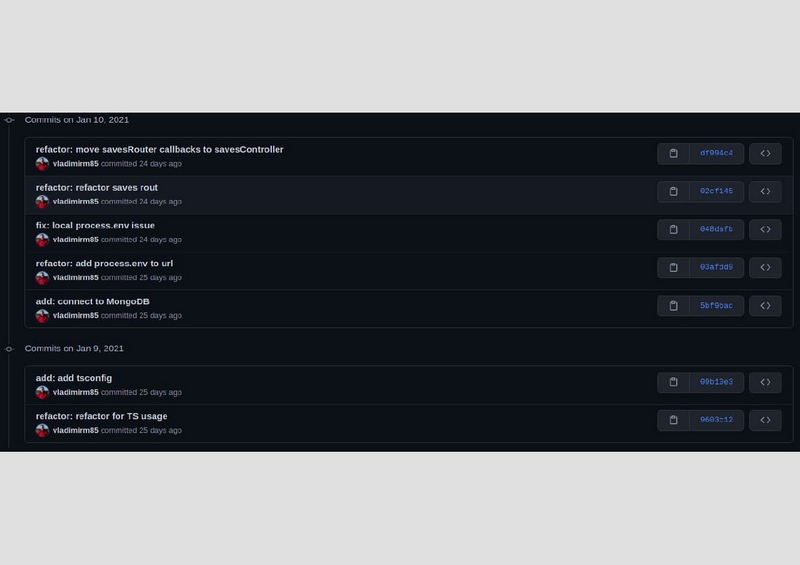 Commits on Jan 10, 2021
refactor: move savesRouter callbacks to savesController
vladimirm85 committed 24 days ago
refactor: refactor saves rout
vladimirm85 committed 24 days ago
02cf145
fix: local process.env issue
vladimirm85 committed 24 days ago
048dafb
refactor: add process.env to url
vladimirm85 committed 25 days ago
add: connect to MongoDB
vladimirm85 committed 25 days ago
5bf9bac
Commits on Jan 9, 2021
add: add tsconfig
vladimirm85 committed 25 days ago
09b13e3
refactor: refactor for TS usage
vladimirm85 committed 25 days ago